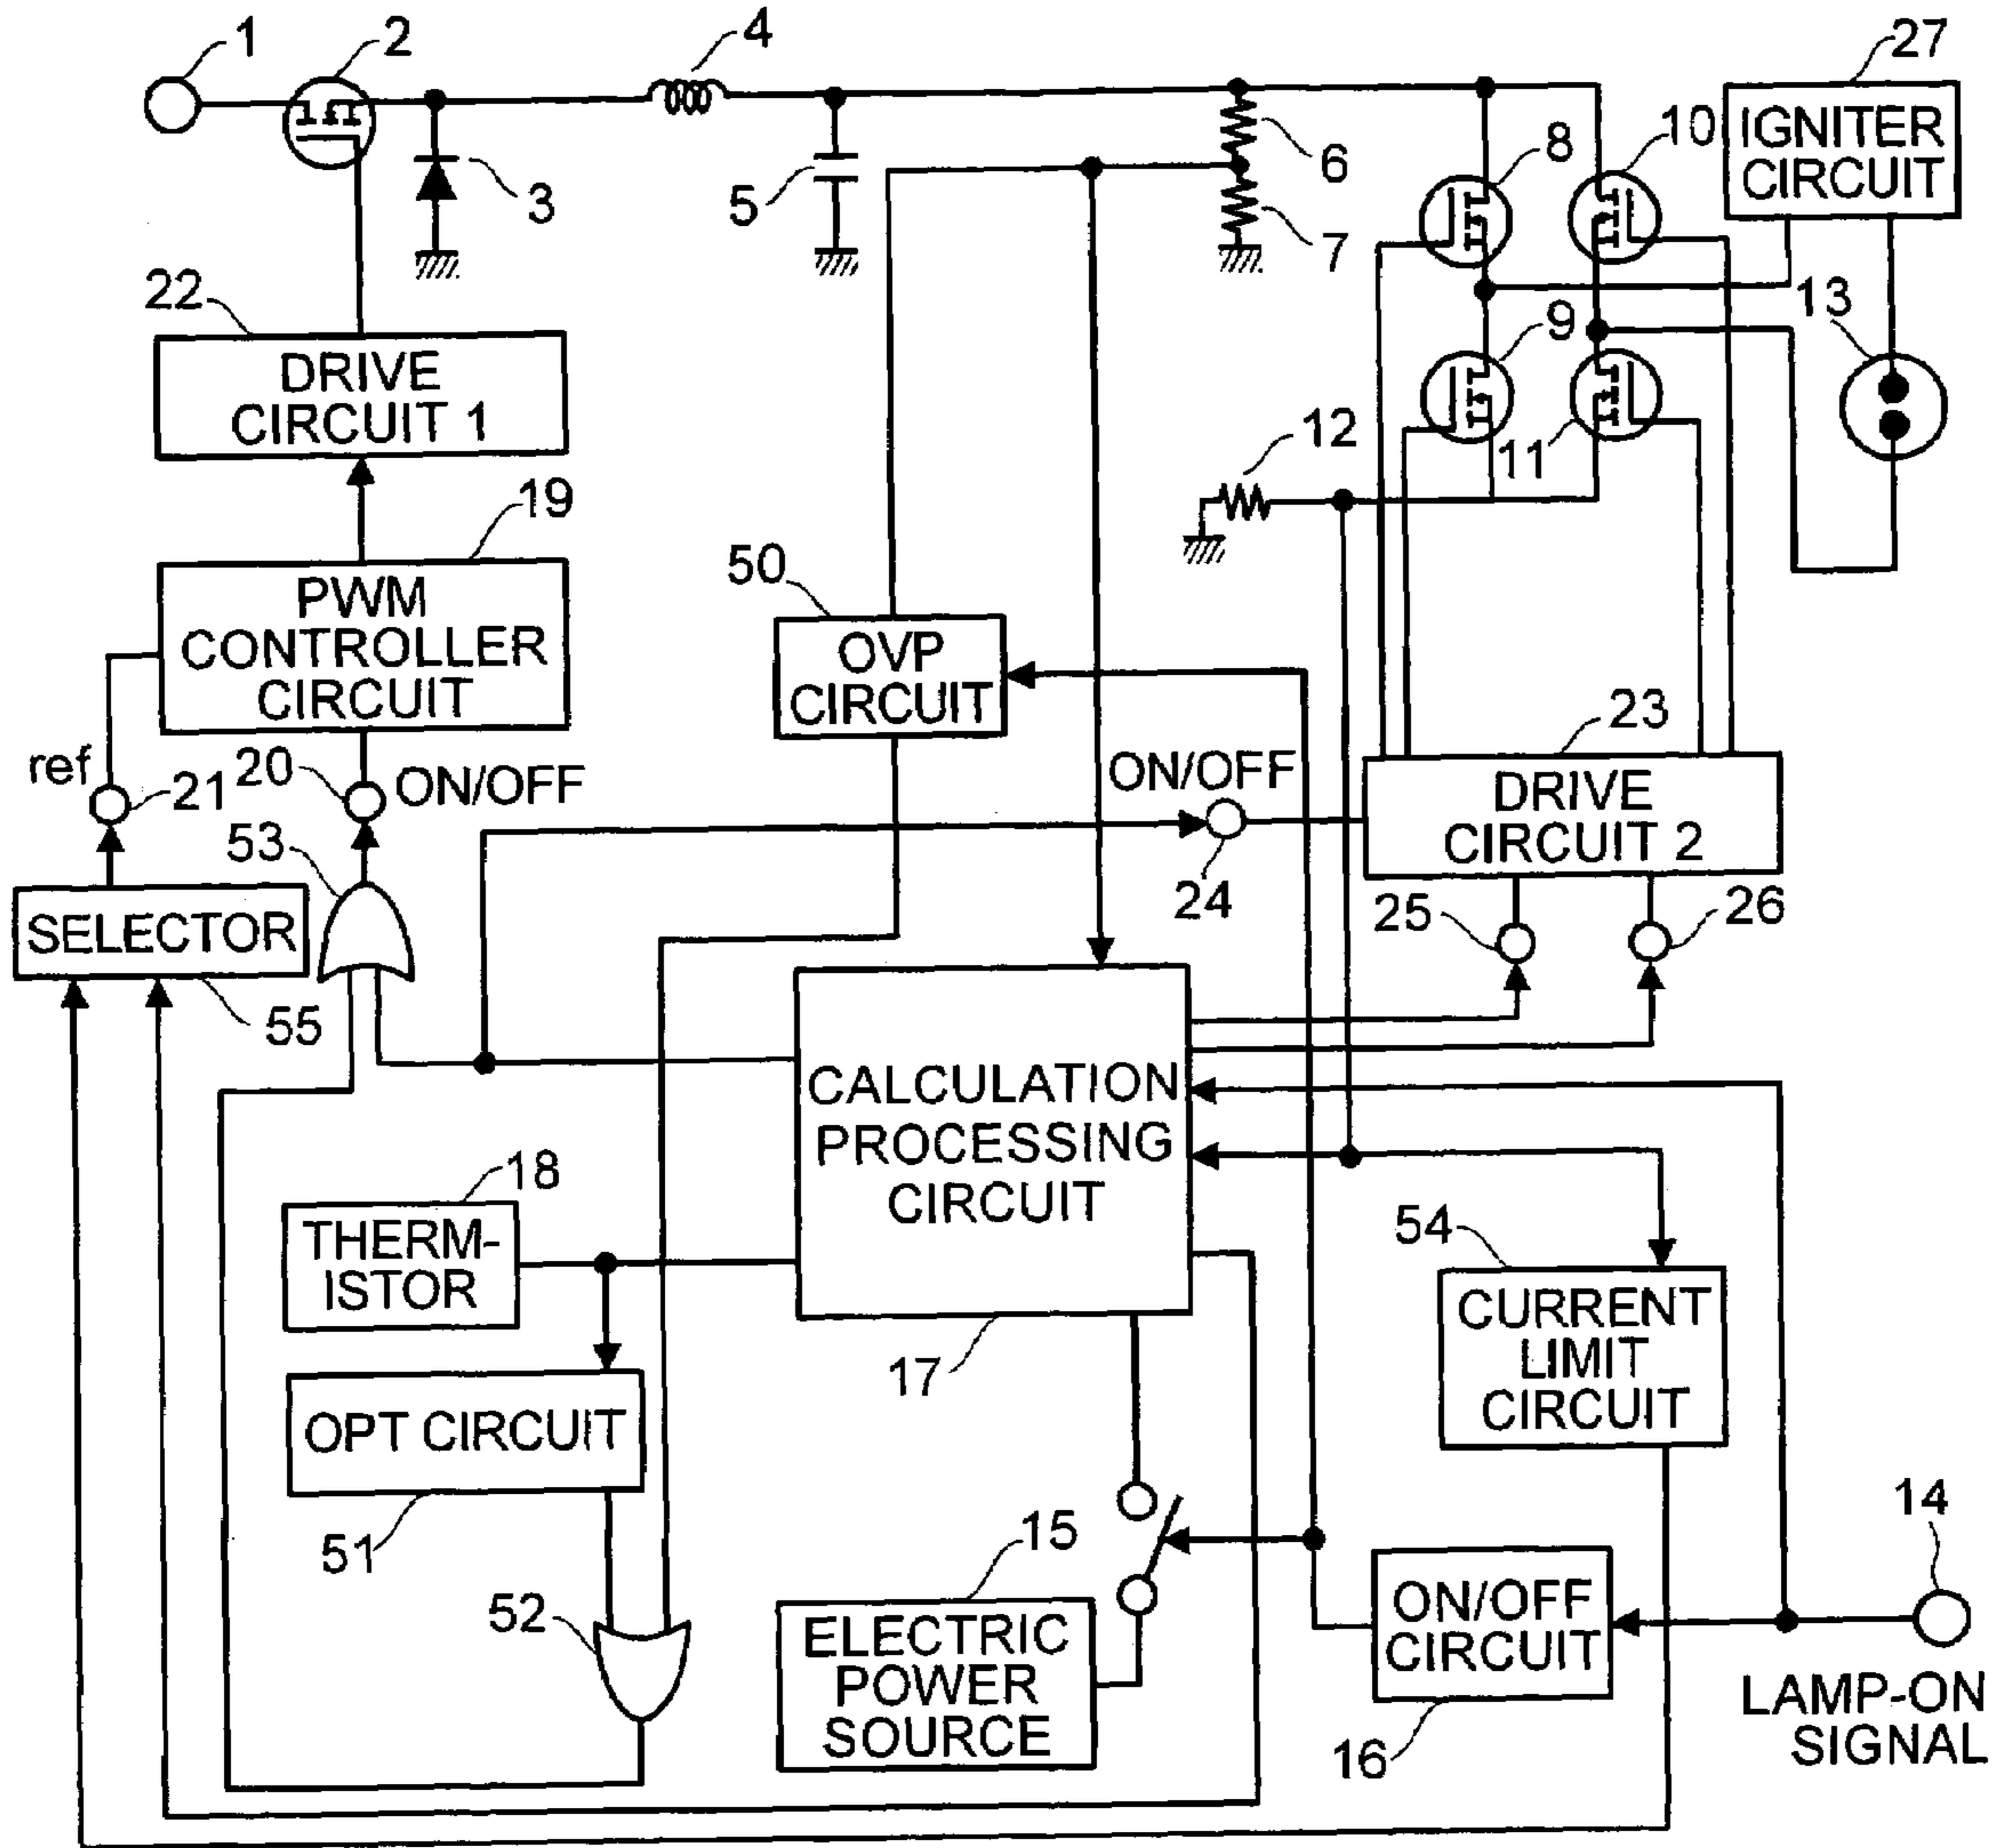 1
2
4
27
IGNITER
CIRCUIT
10
8
6
5
3
7
22
13
9
DRIVE
CIRCUIT 1
12
11
19
50
PWM
CONTROLLER
CIRCUIT
OVP
CIRCUIT
23
ref
21
20
ON/OFF
ON/OFF
DRIVE
CIRCUIT 2
53
24
25
26
SELECTOR
55
CALCULATION
PROCESSING
CIRCUIT
18
THERM-
ISTOR
54
CURRENT
LIMIT
CIRCUIT
17
OPT CIRCUIT
51
15
14
52
ELECTRIC
POWER
SOURCE
ON/OFF
CIRCUIT
16
LAMP-ON
SIGNAL